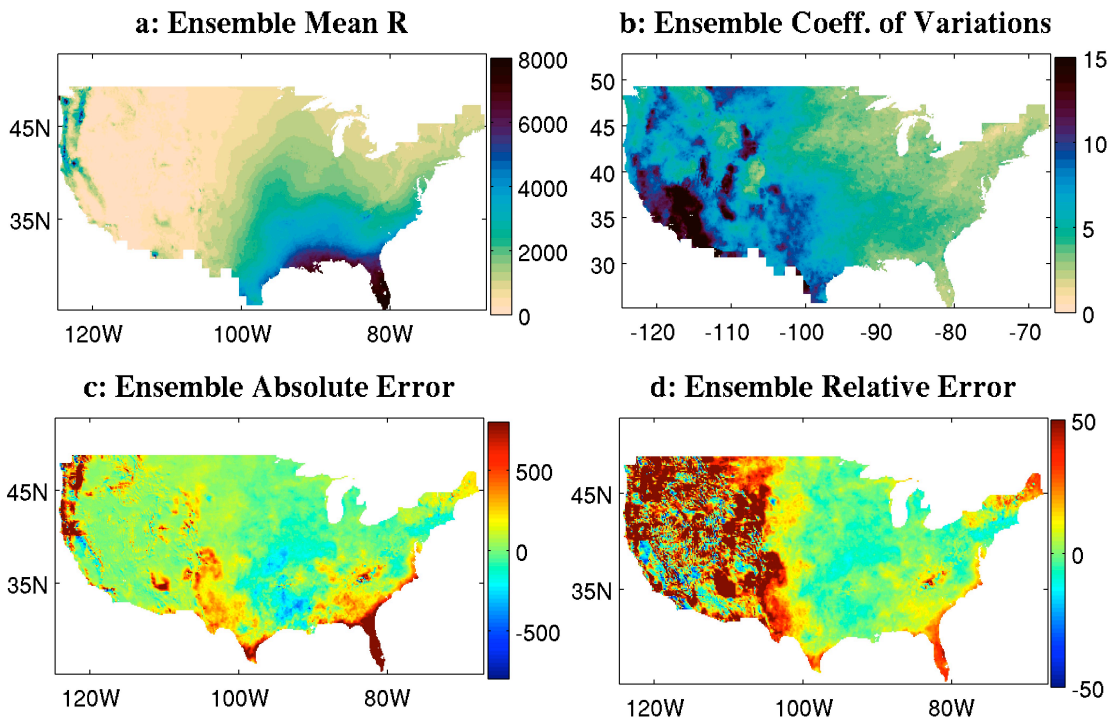 a: Ensemble Mean R
45N
35N
120W 100W 80W
8000
6000
4000
2000
0
b: Ensemble Coeff. of Variations
50
45
40
35
30
-120 -110 -100 -90 -80 -70
15
10
5
0
c: Ensemble Absolute Error
45N
35N
120W 100W 80W
500
0
-500
d: Ensemble Relative Error
45N
35N
120W 100W 80W
50
0
-50